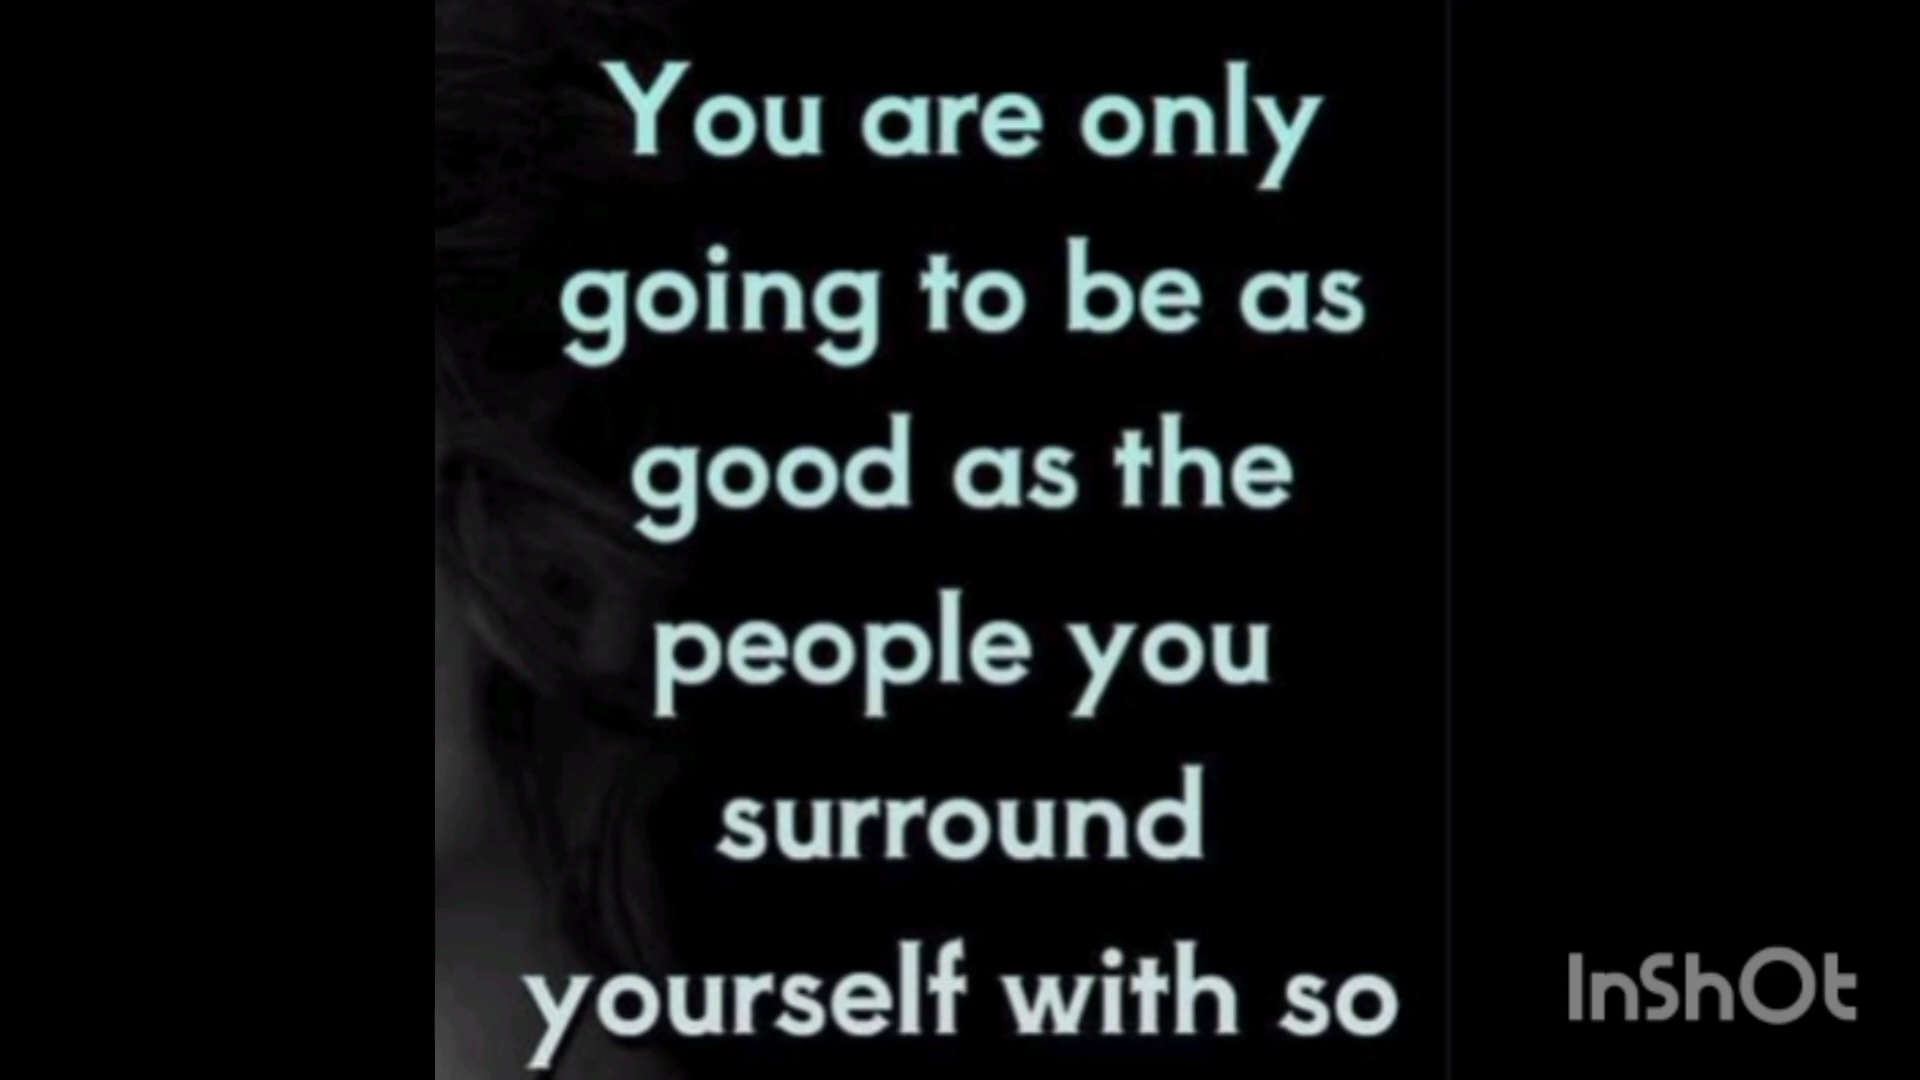 You are only
going to be as
good as the
people you
surround
yourself with so
InShOt